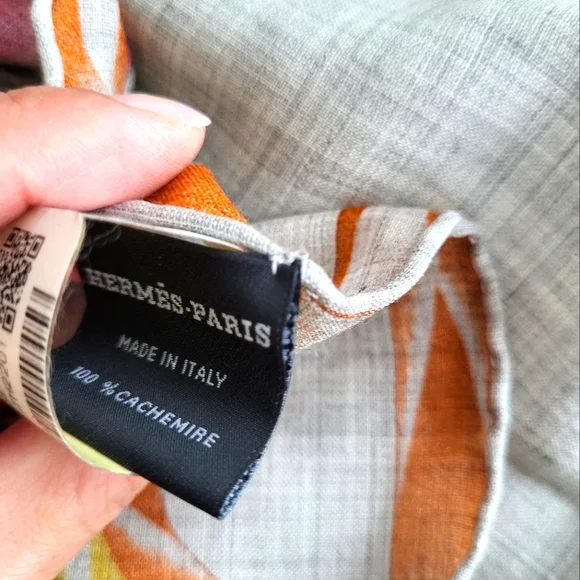 HERMÈS-PARIS
MADE IN ITALY
100 % CACHEMIRE